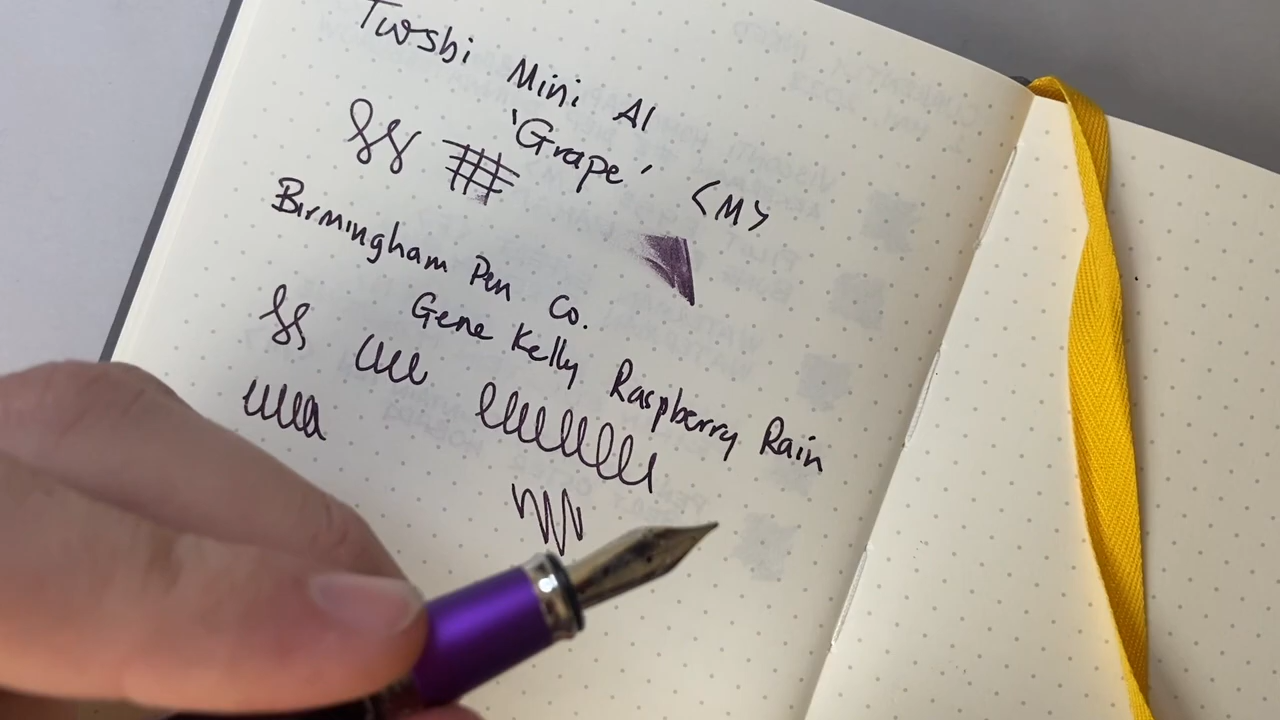 Twsbi Mini Al
'Grape' <M>
Birmingham Pen Co.
Gene Kelly Raspberry Rain